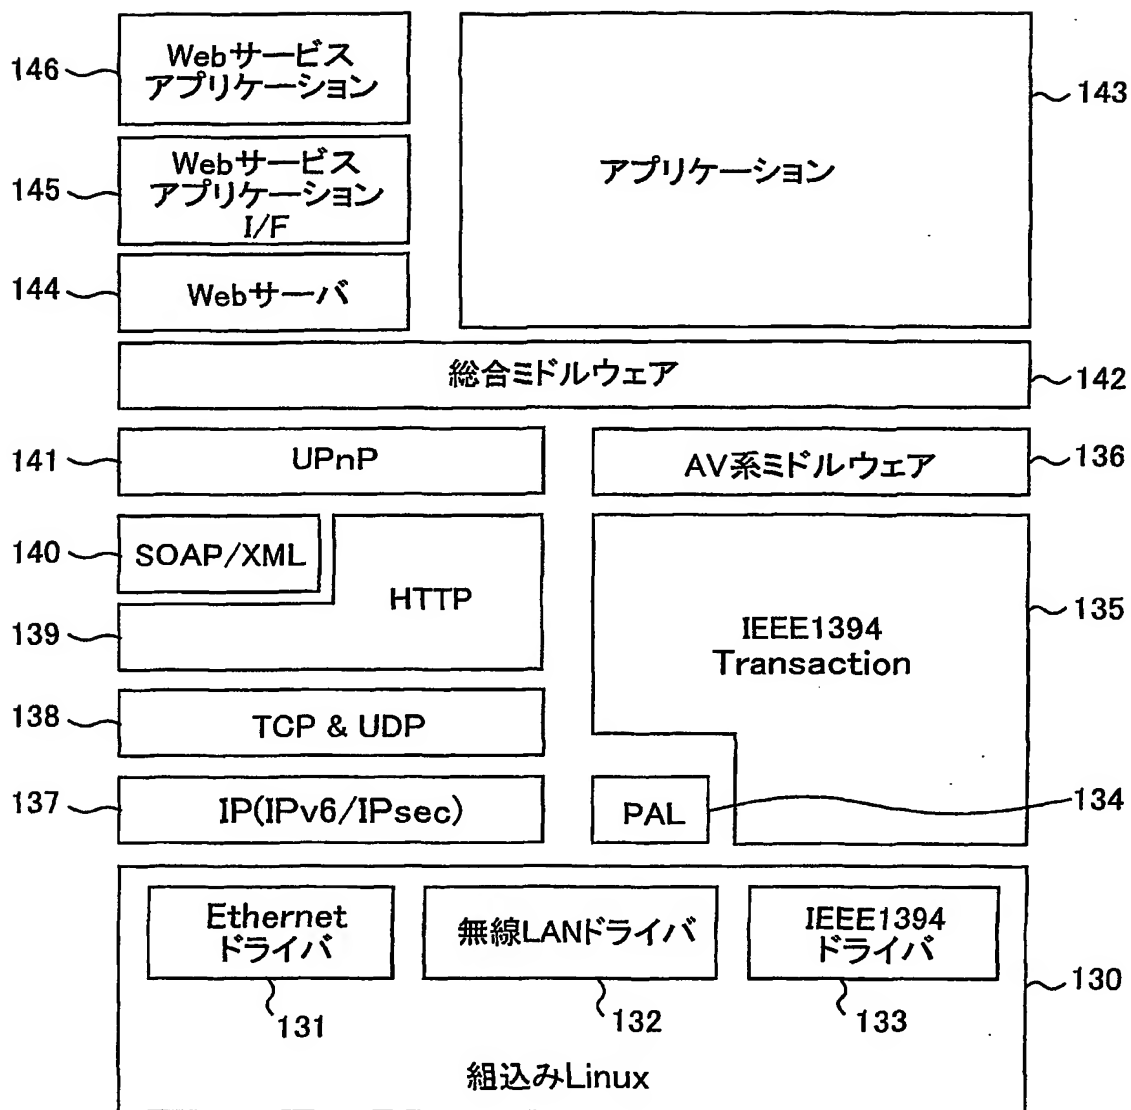 146
Webサービス
アプリケーション
143
アプリケーション
145
Webサービス
アプリケーション
I/F
144
Webサーバ
総合ミドルウェア
142
141
UPnP
AV系ミドルウェア
136
140
SOAP/XML
HTTP
139
IEEE1394
Transaction
135
138
TCP & UDP
137
IP(IPv6/IPsec)
PAL
134
Ethernet
ドライバ
無線LANドライバ
IEEE1394
ドライバ
130
131
132
133
組込みLinux